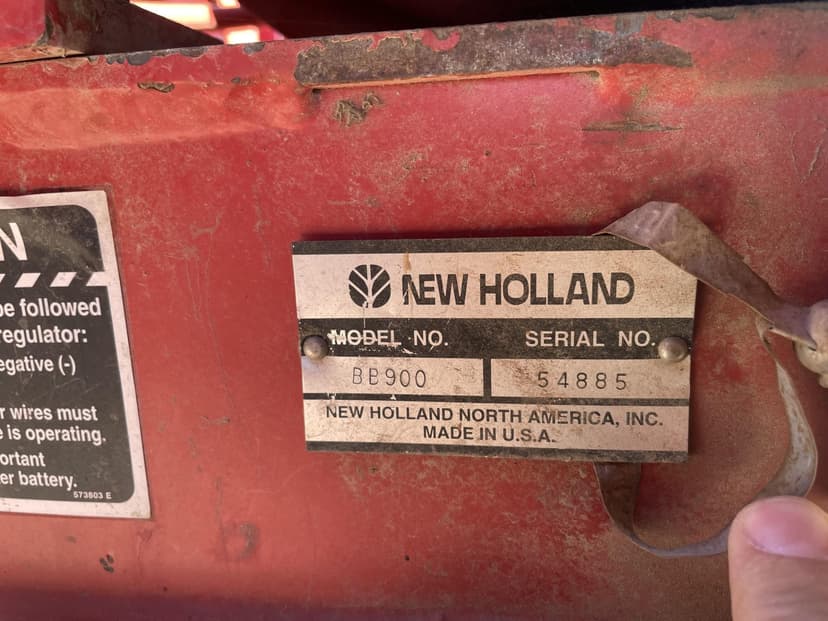 N
be followed
regulator:
egative (-)
r wires must
e is operating.
ortant
er battery.
573803 E
NEW HOLLAND
MODEL NO. SERIAL NO.
BB900 54885
NEW HOLLAND NORTH AMERICA, INC.
MADE IN U.S.A.